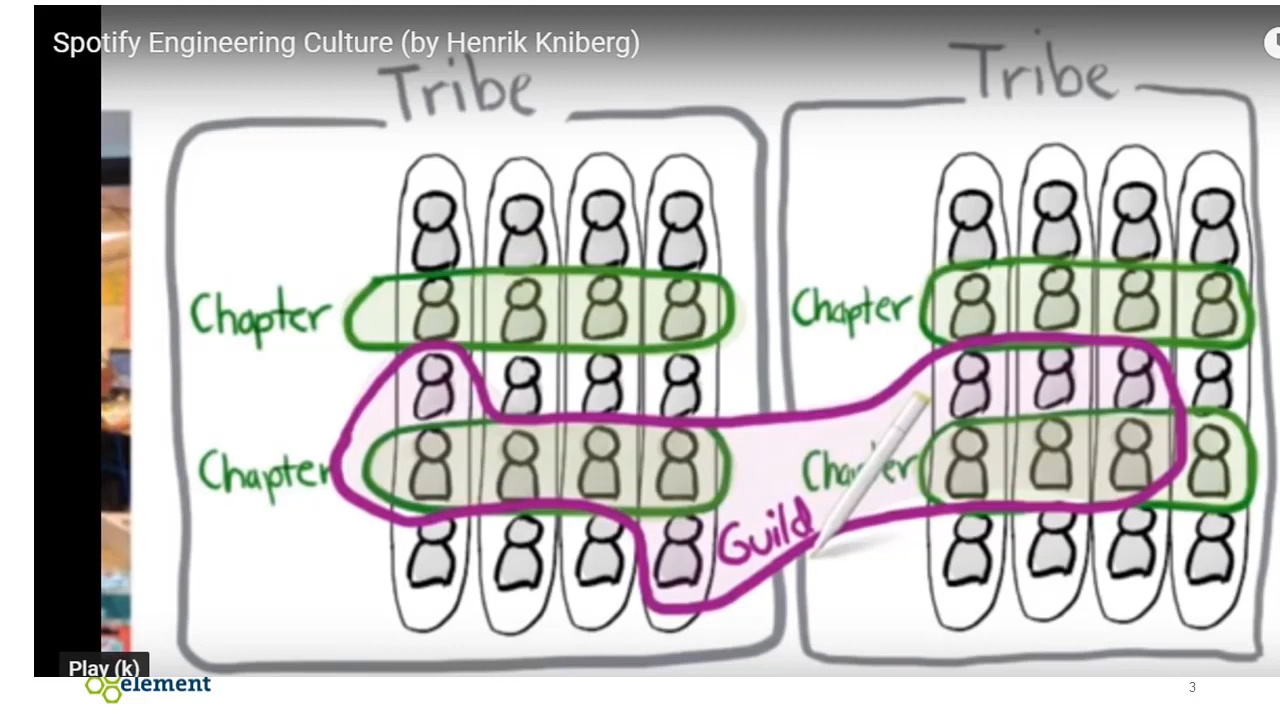 Spotify Engineering Culture (by Henrik Kniberg)
Tribe
Tribe
Chapter
Chapter
Chapter
Guild
Play (k)
element
3